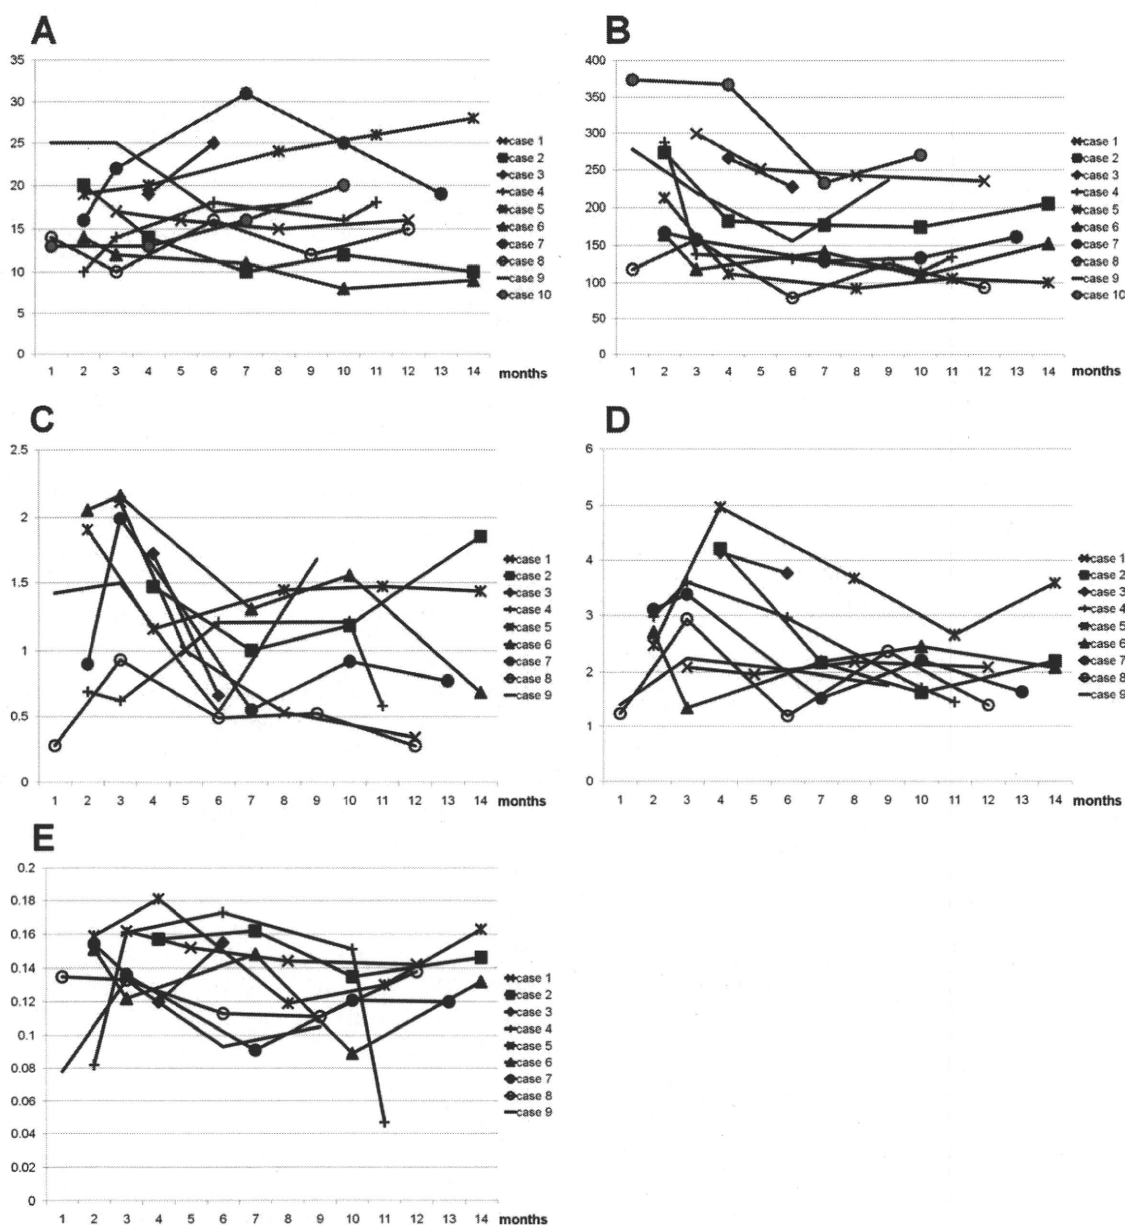 A
35
30
25
20
15
10
5
0
1 2 3 4 5 6 7 8 9 10 11 12 13 14 months
case 1
case 2
case 3
case 4
case 5
case 6
case 7
case 8
case 9
case 10
B
400
350
300
250
200
150
100
50
0
1 2 3 4 5 6 7 8 9 10 11 12 13 14 months
case 1
case 2
case 3
case 4
case 5
case 6
case 7
case 8
case 9
case 10
C
2.5
2
1.5
1
0.5
0
1 2 3 4 5 6 7 8 9 10 11 12 13 14 months
case 1
case 2
case 3
case 4
case 5
case 6
case 7
case 8
case 9
D
6
5
4
3
2
1
0
1 2 3 4 5 6 7 8 9 10 11 12 13 14 months
case 1
case 2
case 3
case 4
case 5
case 6
case 7
case 8
case 9
E
0.2
0.18
0.16
0.14
0.12
0.1
0.08
0.06
0.04
0.02
0
1 2 3 4 5 6 7 8 9 10 11 12 13 14 months
case 1
case 2
case 3
case 4
case 5
case 6
case 7
case 8
case 9